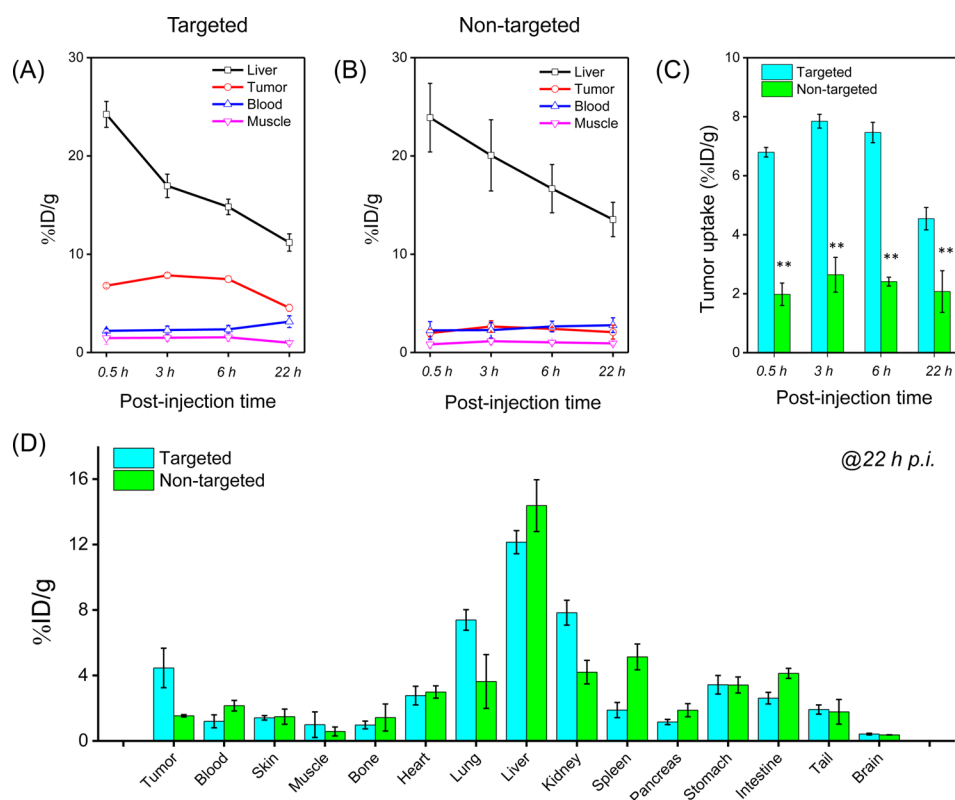 Targeted
Non-targeted
(A)
30
20
10
0
%ID/g
Liver
Tumor
Blood
Muscle
0.5 h
3 h
6 h
22 h
Post-injection time
(B)
30
20
10
0
%ID/g
Liver
Tumor
Blood
Muscle
0.5 h
3 h
6 h
22 h
Post-injection time
(C)
10
8
6
4
2
0
Tumor uptake (%ID/g)
Targeted
Non-targeted
**
**
**
**
0.5 h
3 h
6 h
22 h
Post-injection time
(D)
16
12
8
4
0
%ID/g
Targeted
Non-targeted
@22 h p.i.
Tumor
Blood
Skin
Muscle
Bone
Heart
Lung
Liver
Kidney
Spleen
Pancreas
Stomach
Intestine
Tail
Brain